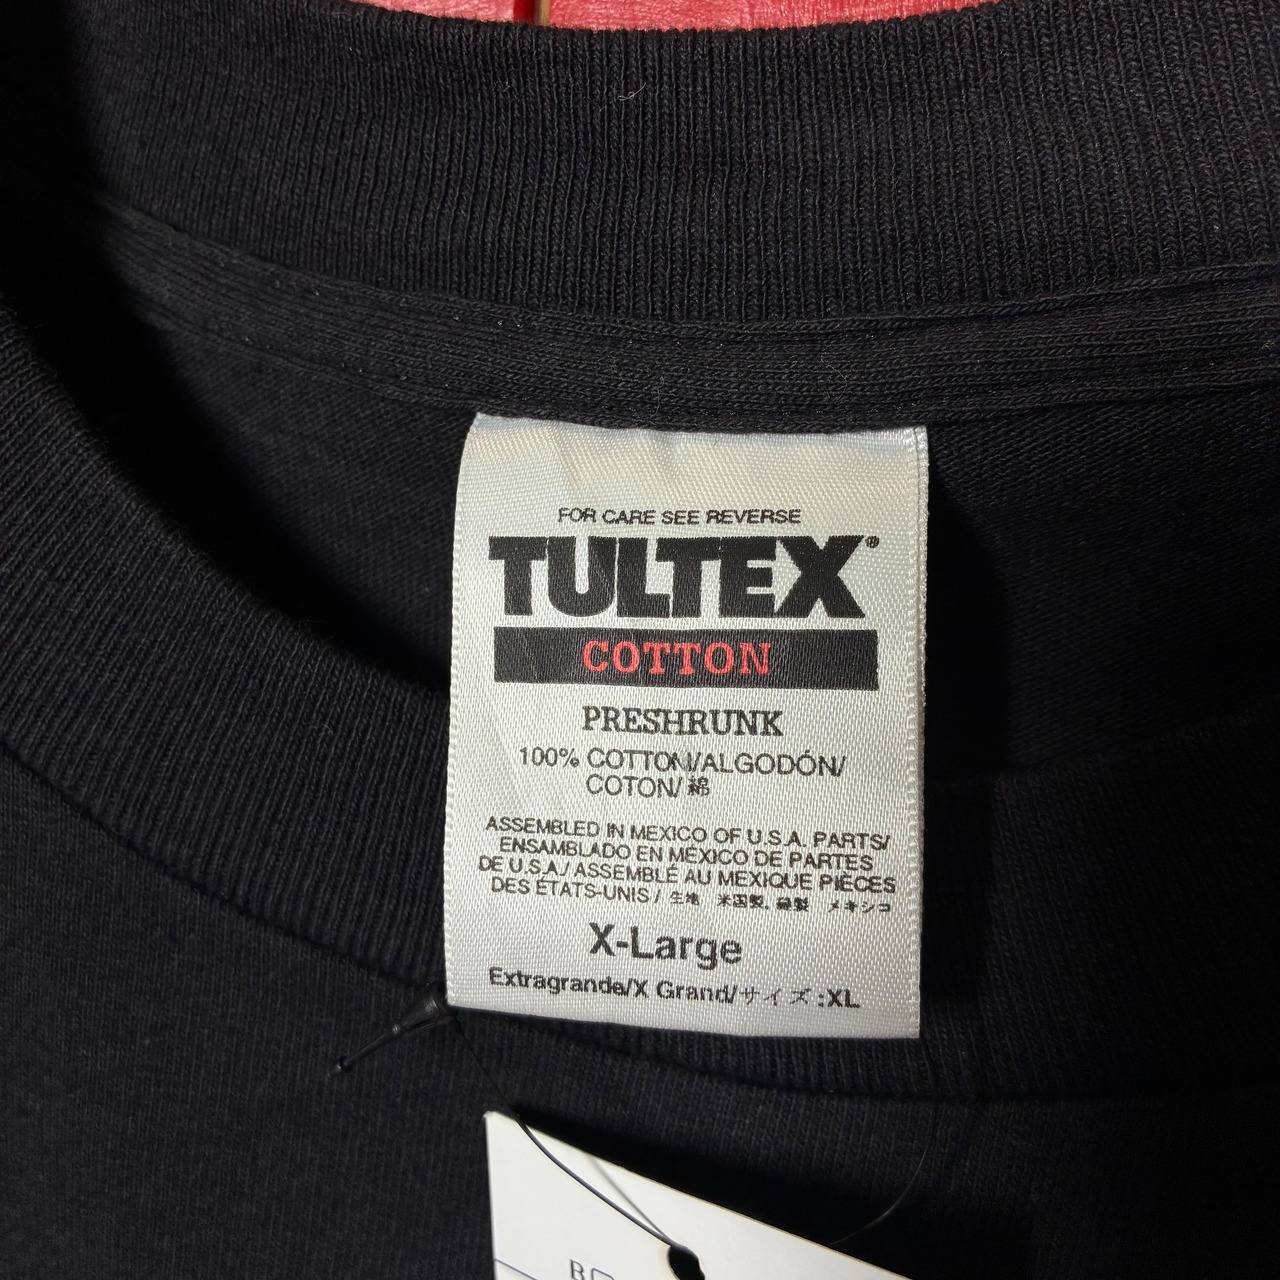 FOR CARE SEE REVERSE
TULTEX®
COTTON
PRESHRUNK
100% COTTON/ALGODÓN/
COTON/ 綿
ASSEMBLED IN MEXICO OF U.S.A. PARTS/
ENSAMBLADO EN MÉXICO DE PARTES
DE U.S.A./ ASSEMBLÉ AU MEXIQUE PIÈCES
DES ÉTATS-UNIS / 生地 米国製, 縫製 メキシコ
X-Large
Extragrande/X Grand/サイズ:XL
B